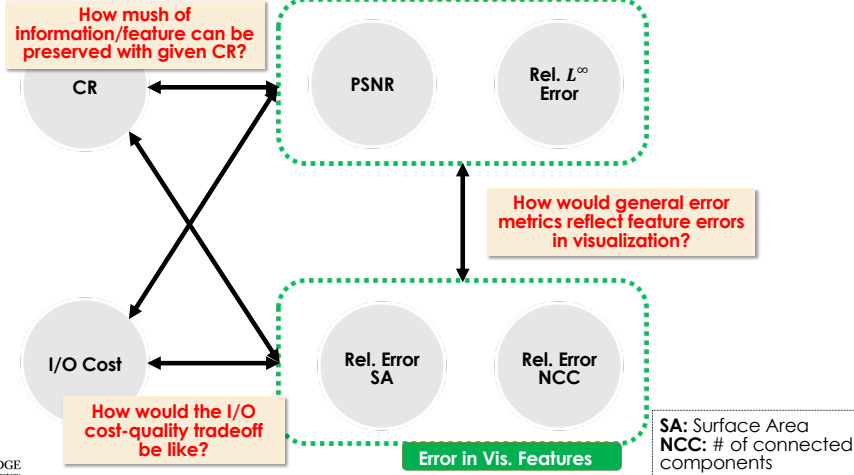 How mush of
information/feature can be
preserved with given CR?
CR
PSNR
Rel. L∞
Error
How would general error
metrics reflect feature errors
in visualization?
I/O Cost
Rel. Error
SA
Rel. Error
NCC
How would the I/O
cost-quality tradeoff
be like?
Error in Vis. Features
SA: Surface Area
NCC: # of connected
components
DGE